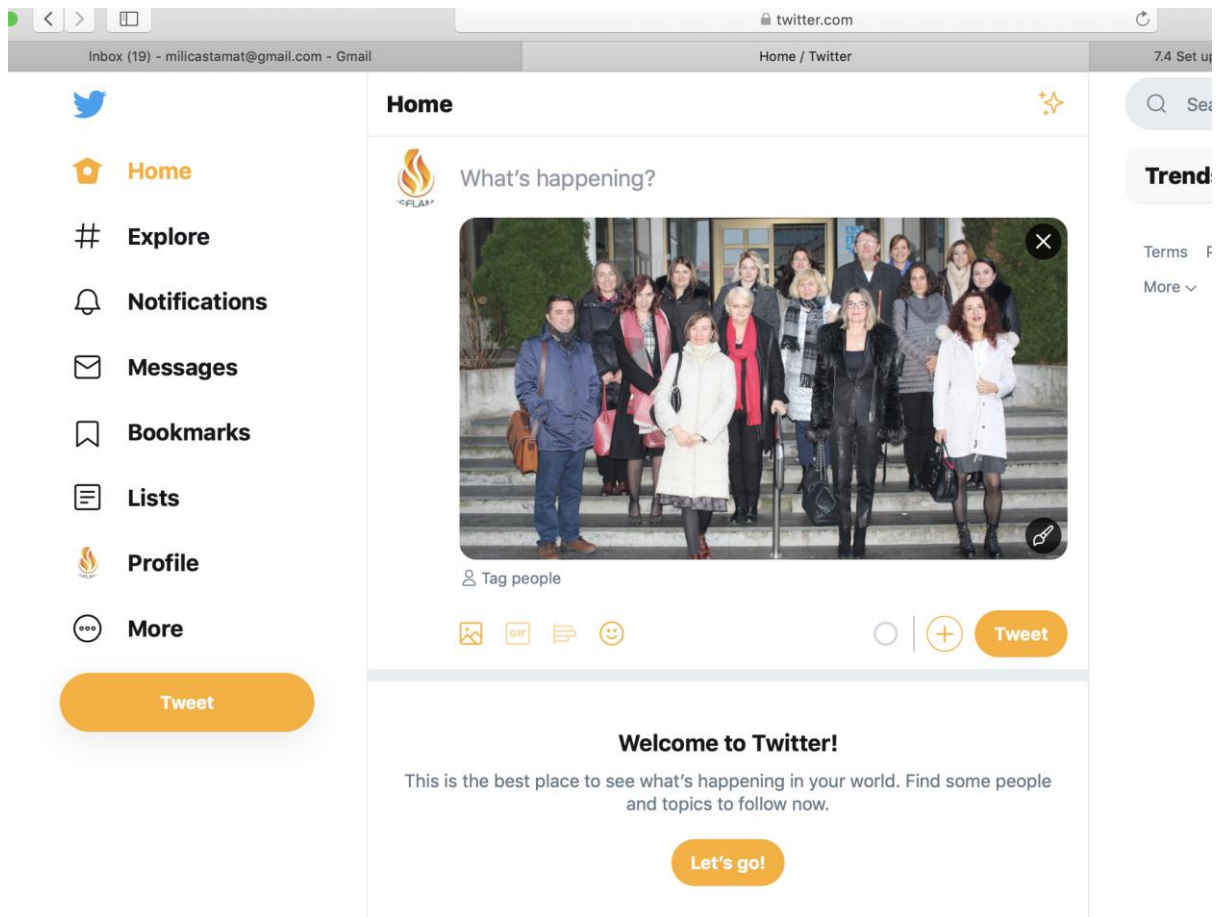 twitter.com
Inbox (19) - milicastamat@gmail.com - Gmail
Home / Twitter
7.4 Set up
Home
Explore
Notifications
Messages
Bookmarks
Lists
Profile
More
Tweet
Home
What's happening?
Tag people
GIF
Tweet
Welcome to Twitter!
This is the best place to see what's happening in your world. Find some people
and topics to follow now.
Let's go!
Terms
More